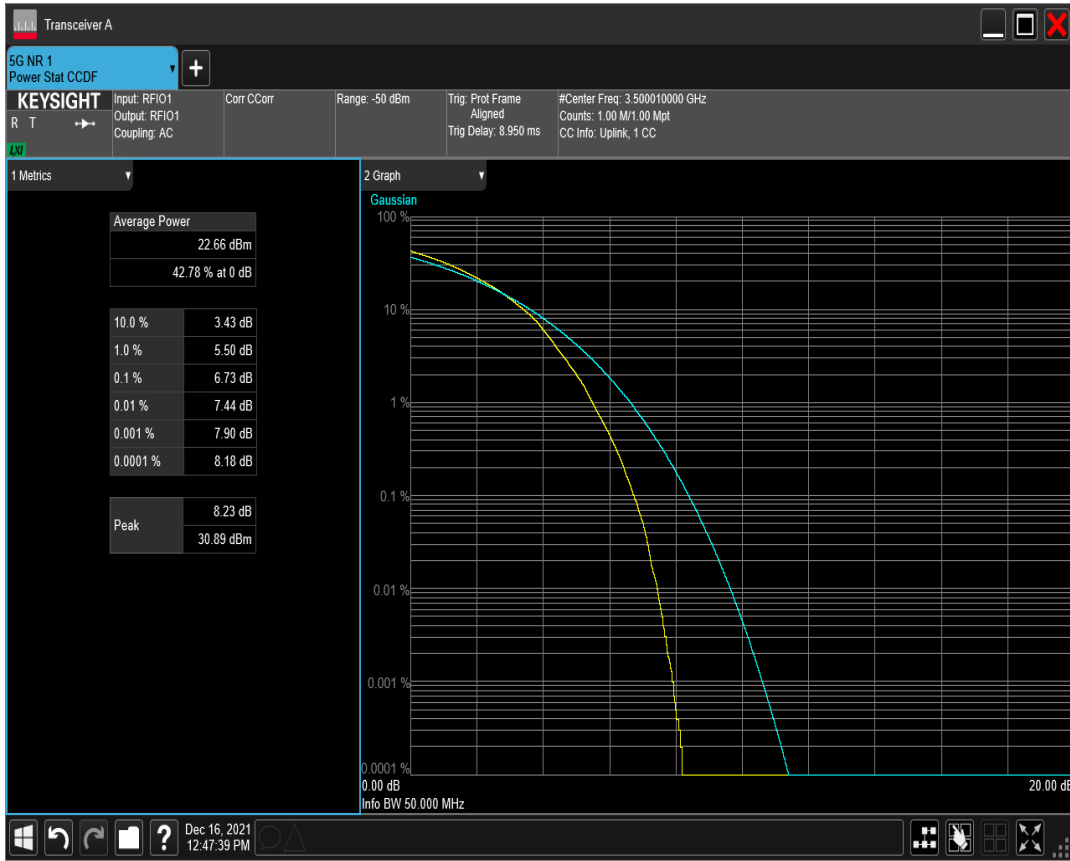 Transceiver A
5G NR 1
Power Stat CCDF
KEYSIGHT
R T
LXI
Input: RFIO1
Output: RFIO1
Coupling: AC
Corr CCorr
Range: -50 dBm
Trig: Prot Frame
Aligned
Trig Delay: 8.950 ms
#Center Freq: 3.500010000 GHz
Counts: 1.00 M/1.00 Mpt
CC Info: Uplink, 1 CC
1 Metrics
Average Power
22.66 dBm
42.78 % at 0 dB
10.0 % 3.43 dB
1.0 % 5.50 dB
0.1 % 6.73 dB
0.01 % 7.44 dB
0.001 % 7.90 dB
0.0001 % 8.18 dB
Peak
8.23 dB
30.89 dBm
2 Graph
Gaussian
100 %
10 %
1 %
0.1 %
0.01 %
0.001 %
0.0001 %
0.00 dB
20.00 dB
Info BW 50.000 MHz
?
Dec 16, 2021
12:47:39 PM